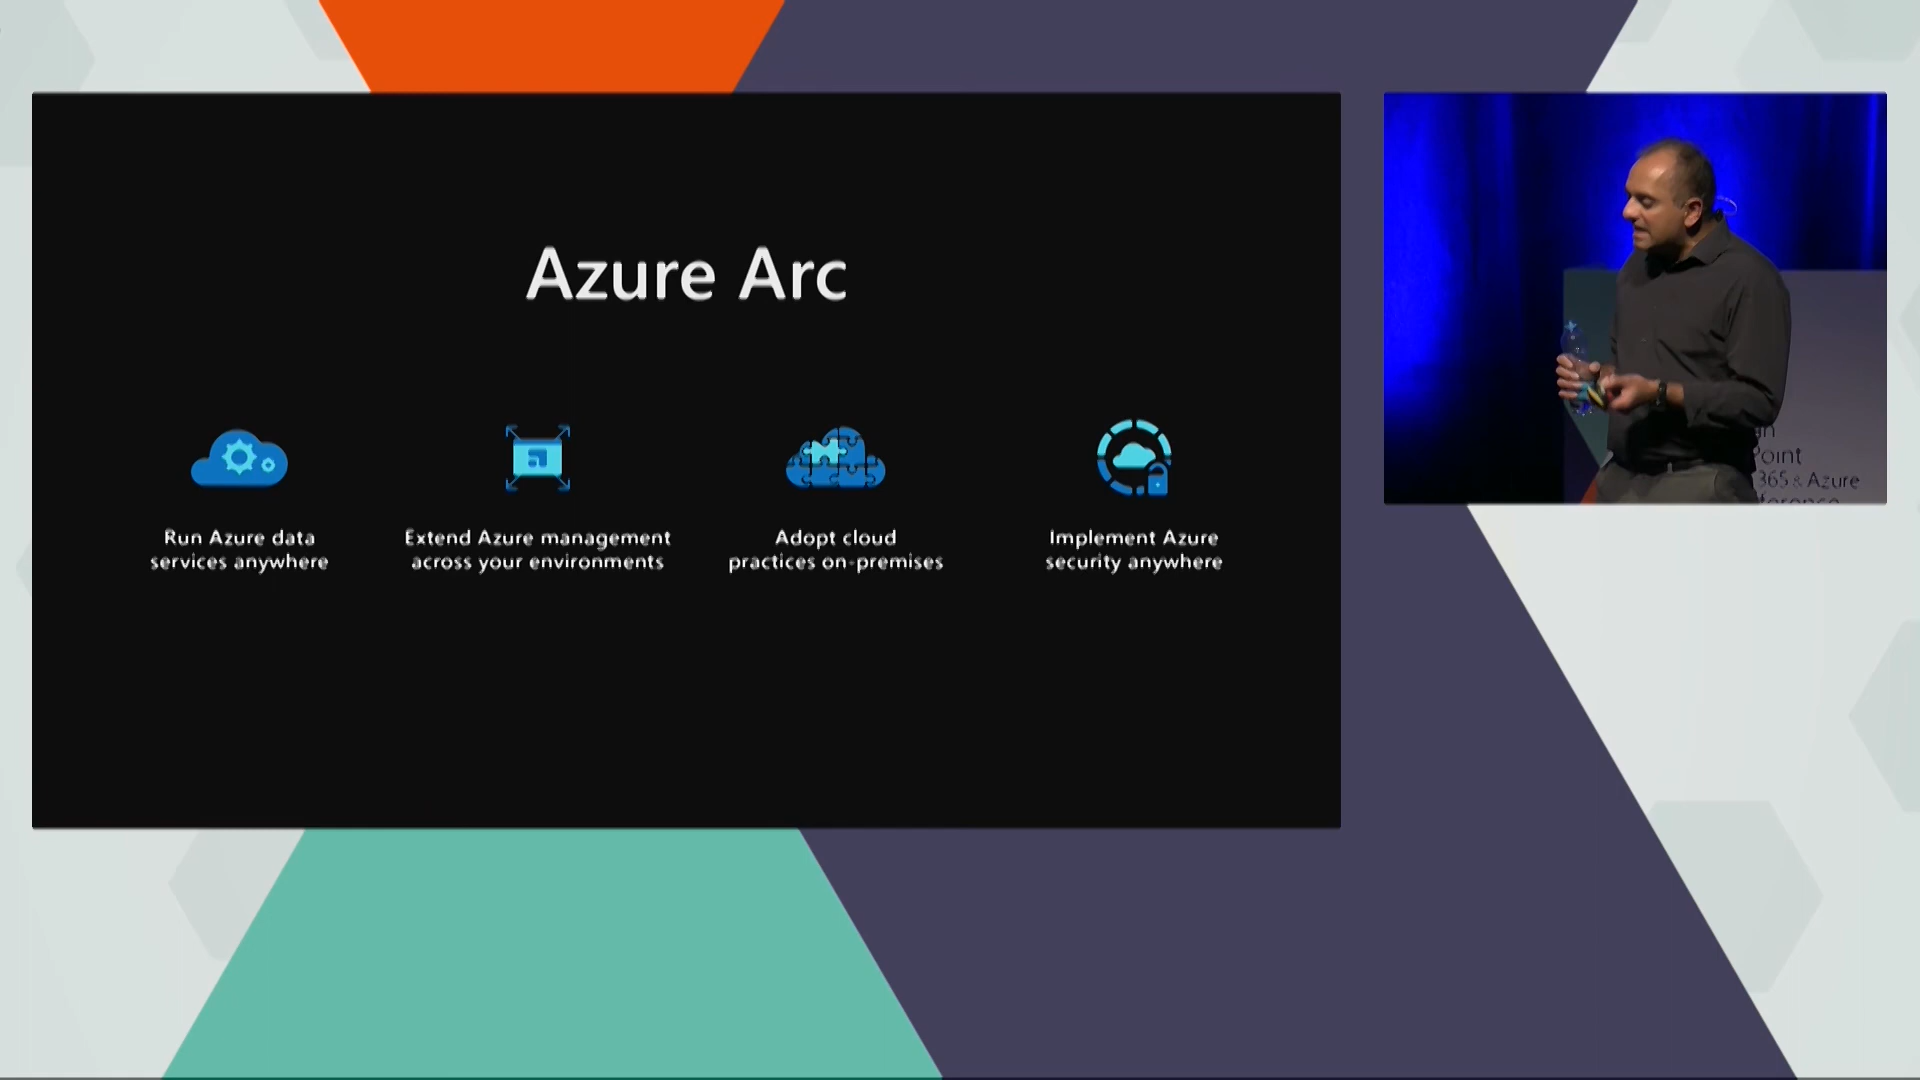 Azure Arc
Run Azure data
services anywhere
Extend Azure management
across your environments
Adopt cloud
practices on-premises
Implement Azure
security anywhere
Point
365 & Azure